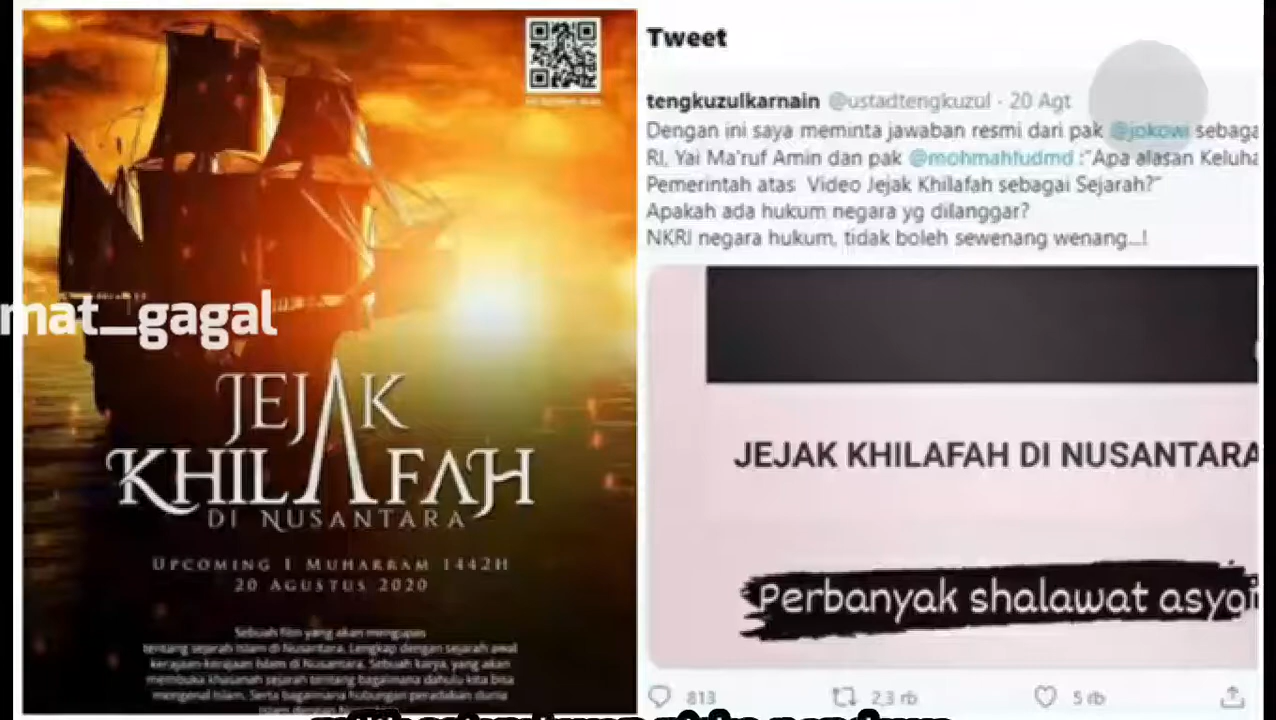 mat_gagal
JEJAK
KHILAFAH
DI NUSANTARA
UPCOMING 1 MUHARRAM 1442H
20 AGUSTUS 2020
Sebuah film yang akan mengupas
tentang sejarah Islam di Nusantara. Lengkap dengan sejarah awal
kerajaan-kerajaan Islam di Nusantara. Sebuah karya, yang akan
membuka khasanah sejarah tentang bagaimana dahulu kita bisa
mengenal Islam. Serta bagaimana hubungan peradaban dunia
Islam dengan
Tweet
tengkuzulkarnain @ustadtengkuzul · 20 Agt
Dengan ini saya meminta jawaban resmi dari pak @jokowi sebaga
RI, Yai Ma'ruf Amin dan pak @mohmahfudmd :"Apa alasan Keluha
Pemerintah atas Video Jejak Khilafah sebagai Sejarah?"
Apakah ada hukum negara yg dilanggar?
NKRI negara hukum, tidak boleh sewenang wenang...!
JEJAK KHILAFAH DI NUSANTARA
Perbanyak shalawat asyqi
813 2,3 rb 5 rb